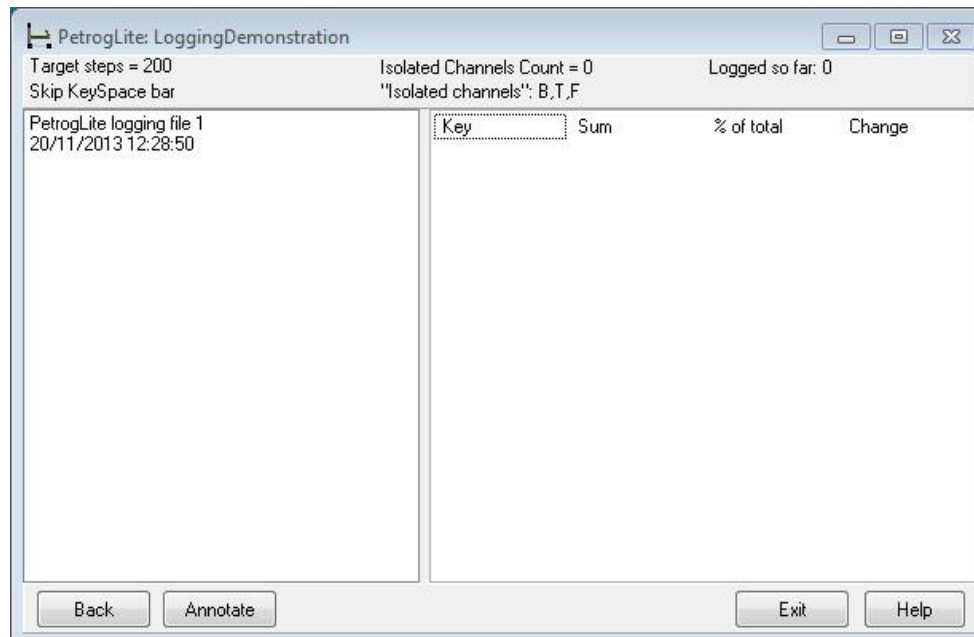 PetrogLite: LoggingDemonstration
Target steps = 200 Isolated Channels Count = 0 Logged so far: 0
Skip KeySpace bar "Isolated channels": B,T,F
PetrogLite logging file 1
20/11/2013 12:28:50
Key Sum % of total Change
Back Annotate Exit Help